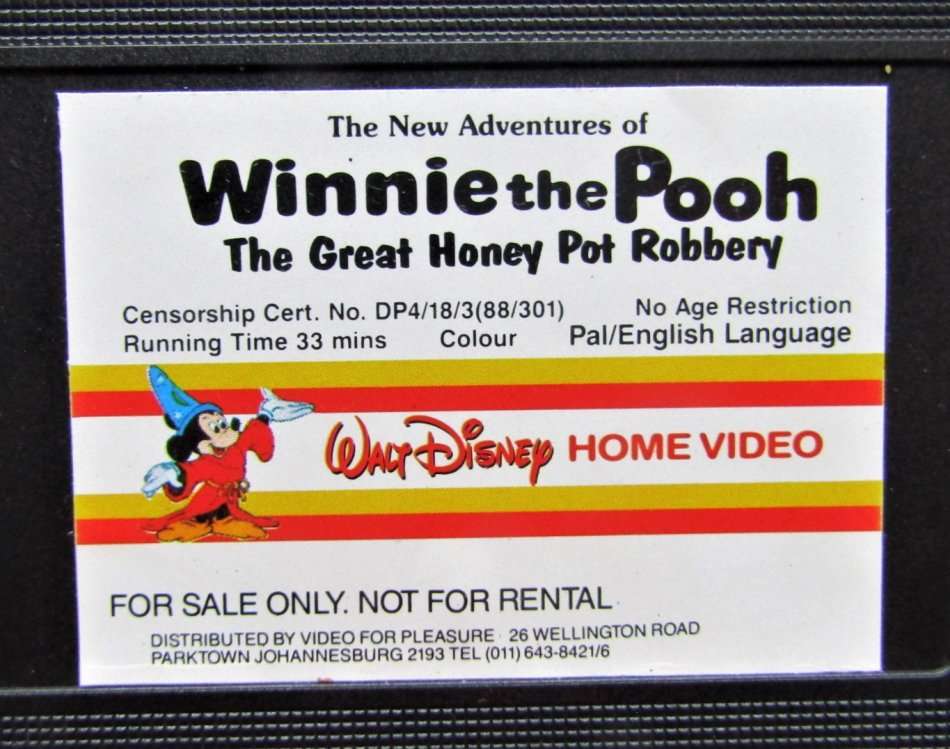 The New Adventures of
Winnie the Pooh
The Great Honey Pot Robbery
Censorship Cert. No. DP4/18/3(88/301) No Age Restriction
Running Time 33 mins Colour Pal/English Language
WALT DISNEY HOME VIDEO
FOR SALE ONLY. NOT FOR RENTAL
DISTRIBUTED BY VIDEO FOR PLEASURE 26 WELLINGTON ROAD
PARKTOWN JOHANNESBURG 2193 TEL (011) 643-8421/6